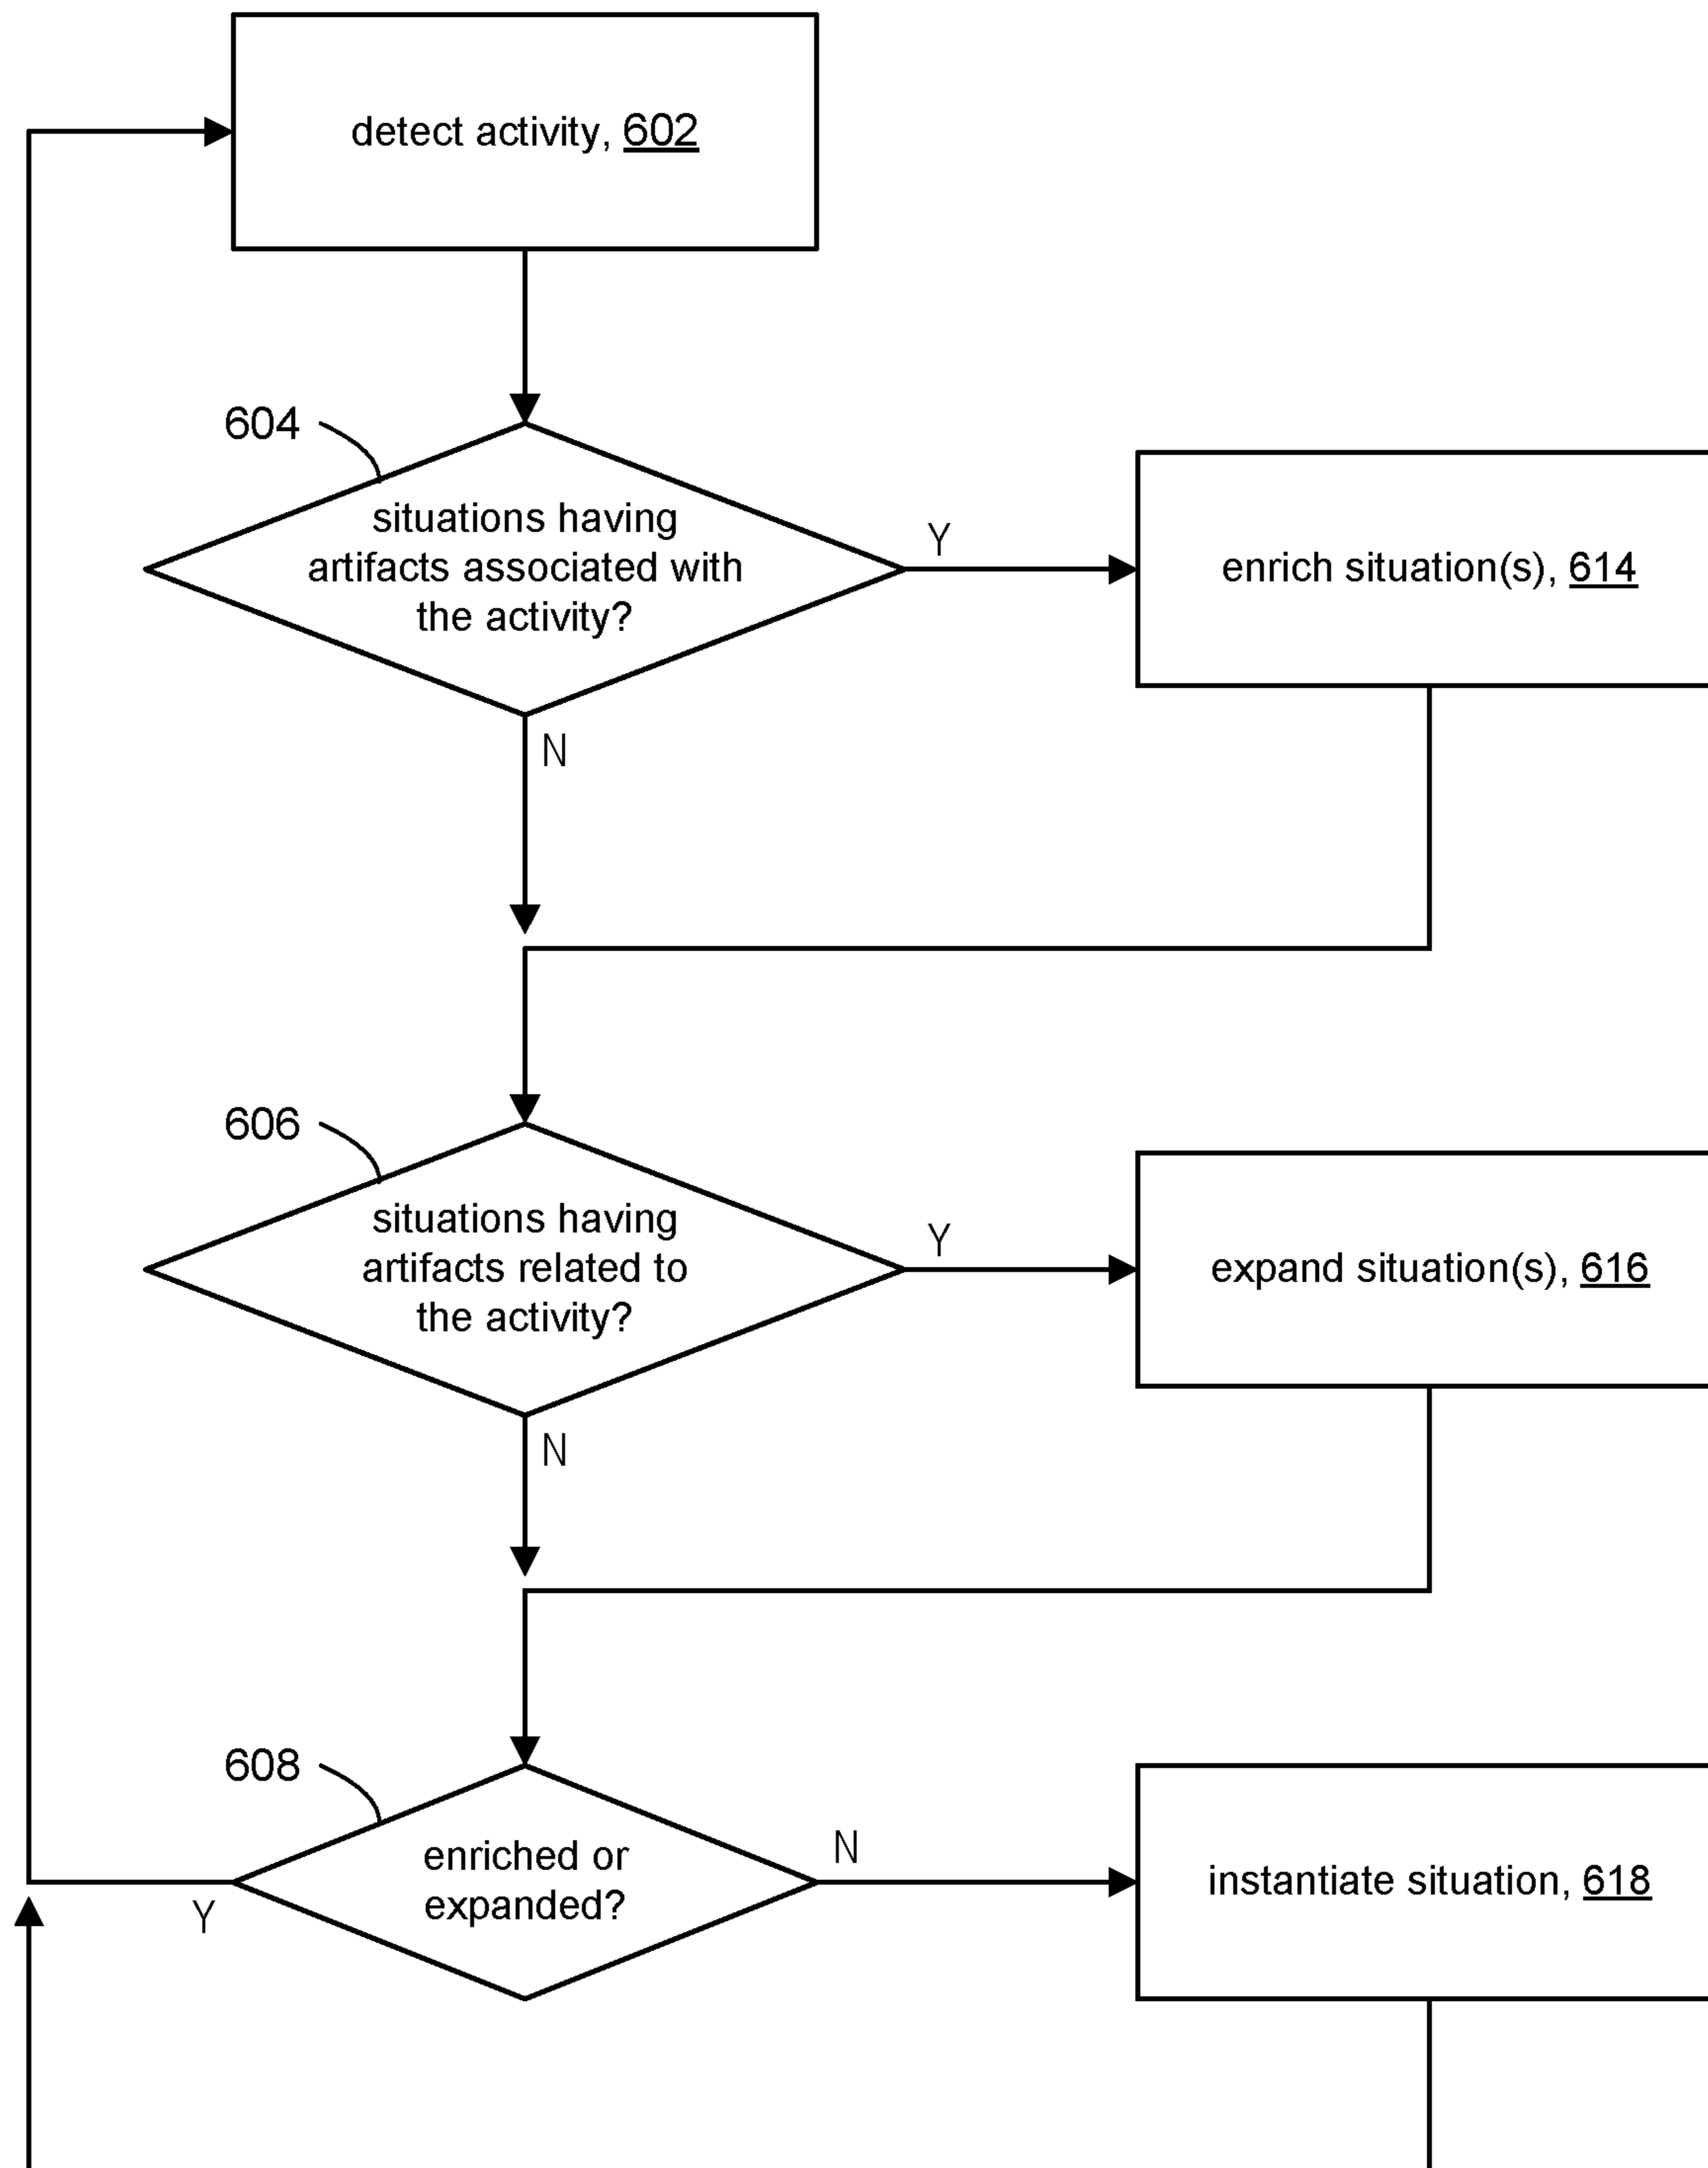 detect activity, 602
604
situations having
artifacts associated with
the activity?
Y
enrich situation(s), 614
N
606
situations having
artifacts related to
the activity?
Y
expand situation(s), 616
N
608
enriched or
expanded?
N
instantiate situation, 618
Y